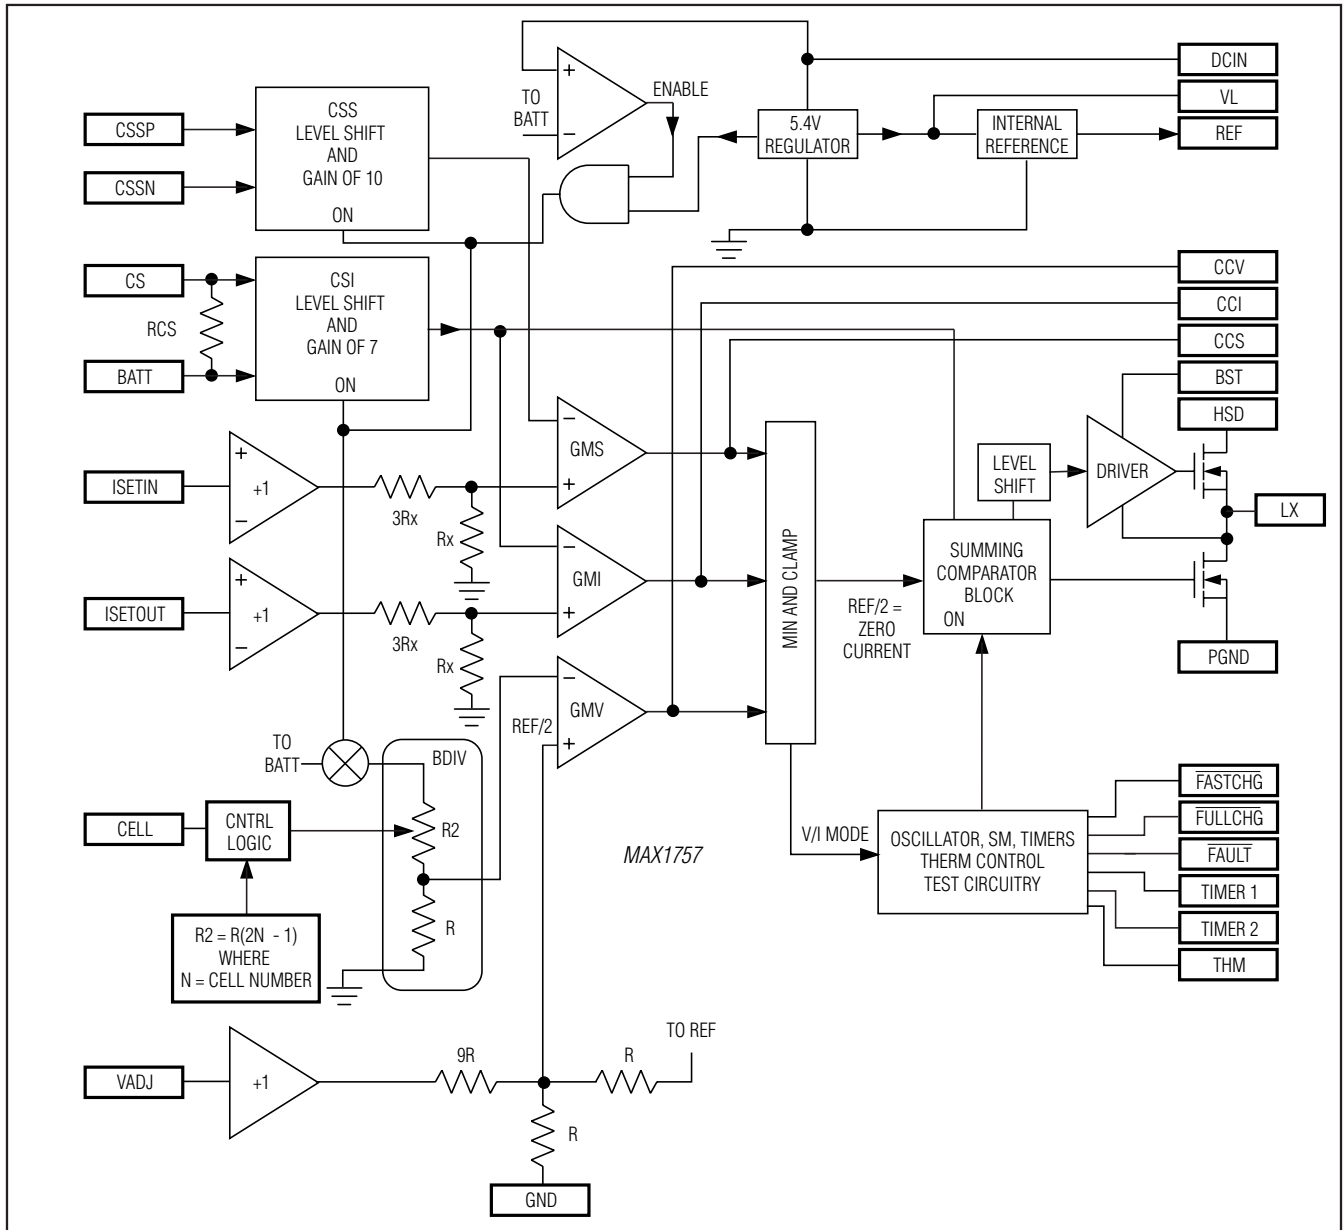 DCIN
VL
REF
CSSP
CSSN
CSS
LEVEL SHIFT
AND
GAIN OF 10
ON
+
−
TO
BATT
ENABLE
5.4V
REGULATOR
INTERNAL
REFERENCE
CS
RCS
BATT
CSI
LEVEL SHIFT
AND
GAIN OF 7
ON
CCV
CCI
CCS
BST
HSD
LX
PGND
ISETIN
+
+1
−
3Rx
Rx
−
GMS
+
ISETOUT
+
+1
−
3Rx
Rx
−
GMI
+
−
GMV
+
REF/2
MIN AND CLAMP
REF/2 =
ZERO
CURRENT
LEVEL
SHIFT
DRIVER
SUMMING
COMPARATOR
BLOCK
ON
TO
BATT
BDIV
R2
R
CELL
CNTRL
LOGIC
R2 = R(2N - 1)
WHERE
N = CELL NUMBER
MAX1757
V/I MODE
OSCILLATOR, SM, TIMERS
THERM CONTROL
TEST CIRCUITRY
FASTCHG
FULLCHG
FAULT
TIMER 1
TIMER 2
THM
VADJ
+1
9R
R
TO REF
R
GND